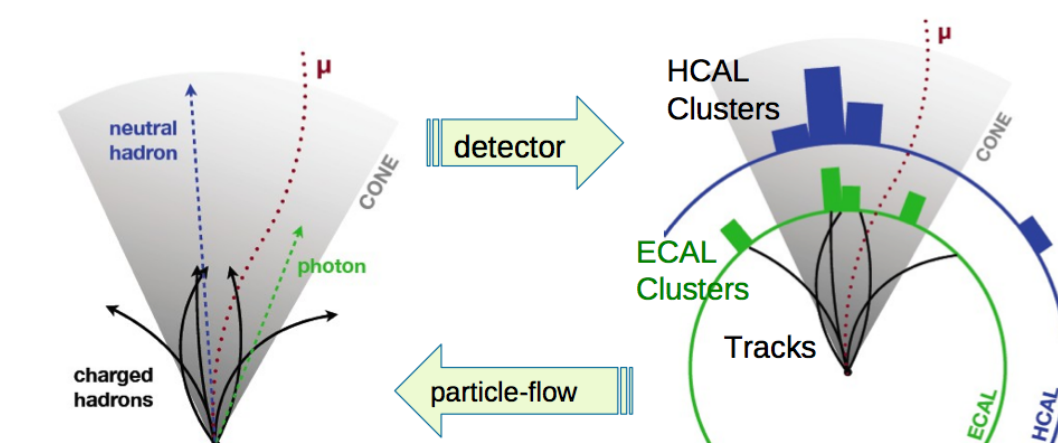 μ
neutral
hadron
CONE
photon
charged
hadrons
detector
particle-flow
μ
HCAL
Clusters
CONE
ECAL
Clusters
Tracks
ECAL
HCAL